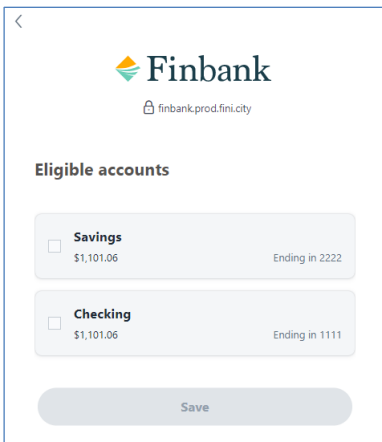 Finbank
finbank.prod.fini.city
Eligible accounts
Savings
$1,101.06 Ending in 2222
Checking
$1,101.06 Ending in 1111
Save